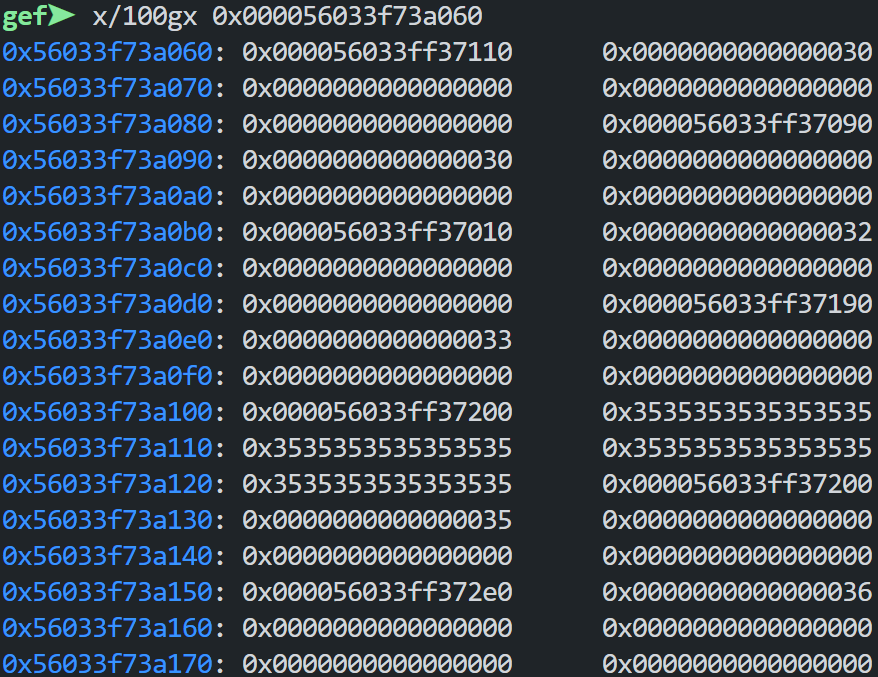 gef➤ x/100gx 0x000056033f73a060
0x56033f73a060: 0x000056033ff37110 0x0000000000000030
0x56033f73a070: 0x0000000000000000 0x0000000000000000
0x56033f73a080: 0x0000000000000000 0x000056033ff37090
0x56033f73a090: 0x0000000000000030 0x0000000000000000
0x56033f73a0a0: 0x0000000000000000 0x0000000000000000
0x56033f73a0b0: 0x000056033ff37010 0x0000000000000032
0x56033f73a0c0: 0x0000000000000000 0x0000000000000000
0x56033f73a0d0: 0x0000000000000000 0x000056033ff37190
0x56033f73a0e0: 0x0000000000000033 0x0000000000000000
0x56033f73a0f0: 0x0000000000000000 0x0000000000000000
0x56033f73a100: 0x000056033ff37200 0x3535353535353535
0x56033f73a110: 0x3535353535353535 0x3535353535353535
0x56033f73a120: 0x3535353535353535 0x000056033ff37200
0x56033f73a130: 0x0000000000000035 0x0000000000000000
0x56033f73a140: 0x0000000000000000 0x0000000000000000
0x56033f73a150: 0x000056033ff372e0 0x0000000000000036
0x56033f73a160: 0x0000000000000000 0x0000000000000000
0x56033f73a170: 0x0000000000000000 0x0000000000000000